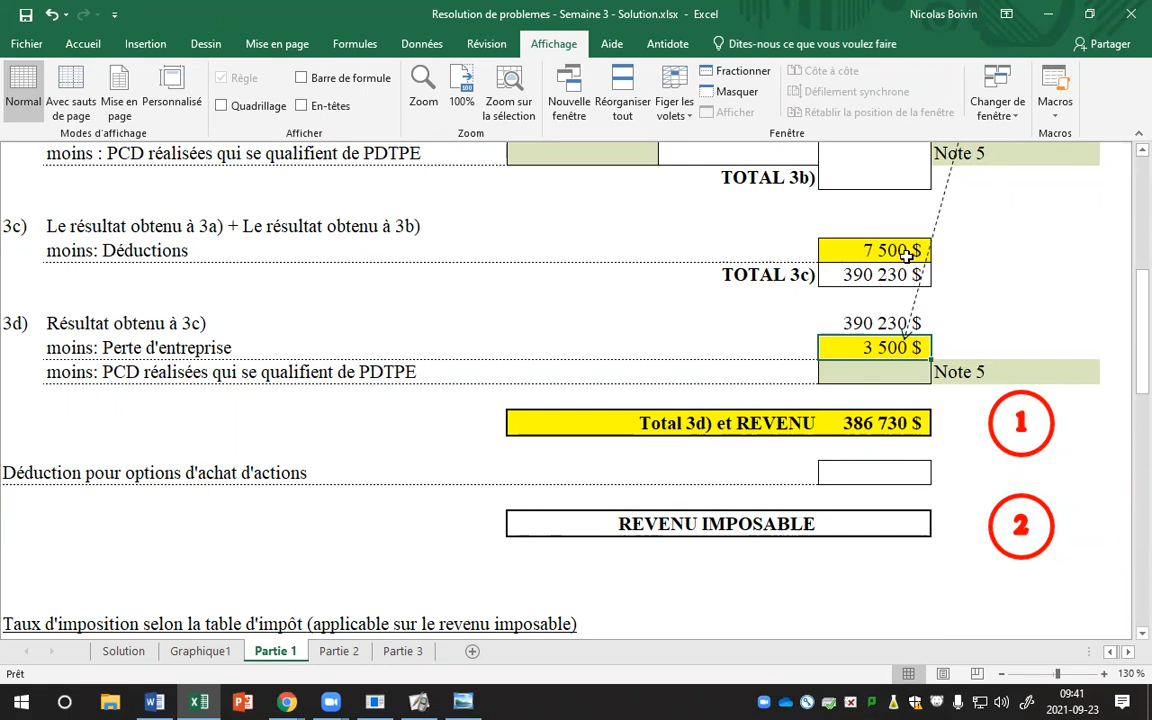 Resolution de problemes - Semaine 3 - Solution.xlsx - Excel
Nicolas Boivin
Fichier Accueil Insertion Dessin Mise en page Formules Données Révision Affichage Aide Antidote Dites-nous ce que vous voulez faire Partager
Normal
Avec sauts de page
Mise en page
Personnalisé
Modes d'affichage
Règle
Barre de formule
Quadrillage
En-têtes
Afficher
Zoom
100%
Zoom sur la sélection
Zoom
Nouvelle fenêtre
Réorganiser tout
Figer les volets
Fractionner
Masquer
Afficher
Côte à côte
Défilement synchrone
Rétablir la position de la fenêtre
Fenêtre
Changer de fenêtre
Macros
Macros
moins : PCD réalisées qui se qualifient de PDTPE Note 5
TOTAL 3b)
3c) Le résultat obtenu à 3a) + Le résultat obtenu à 3b)
moins: Déductions 7 500 $
TOTAL 3c) 390 230 $
3d) Résultat obtenu à 3c) 390 230 $
moins: Perte d'entreprise 3 500 $
moins: PCD réalisées qui se qualifient de PDTPE Note 5
Total 3d) et REVENU 386 730 $ 1
Déduction pour options d'achat d'actions
REVENU IMPOSABLE 2
Taux d'imposition selon la table d'impôt (applicable sur le revenu imposable)
Solution Graphique1 Partie 1 Partie 2 Partie 3
Prêt 130 %
09:41
2021-09-23